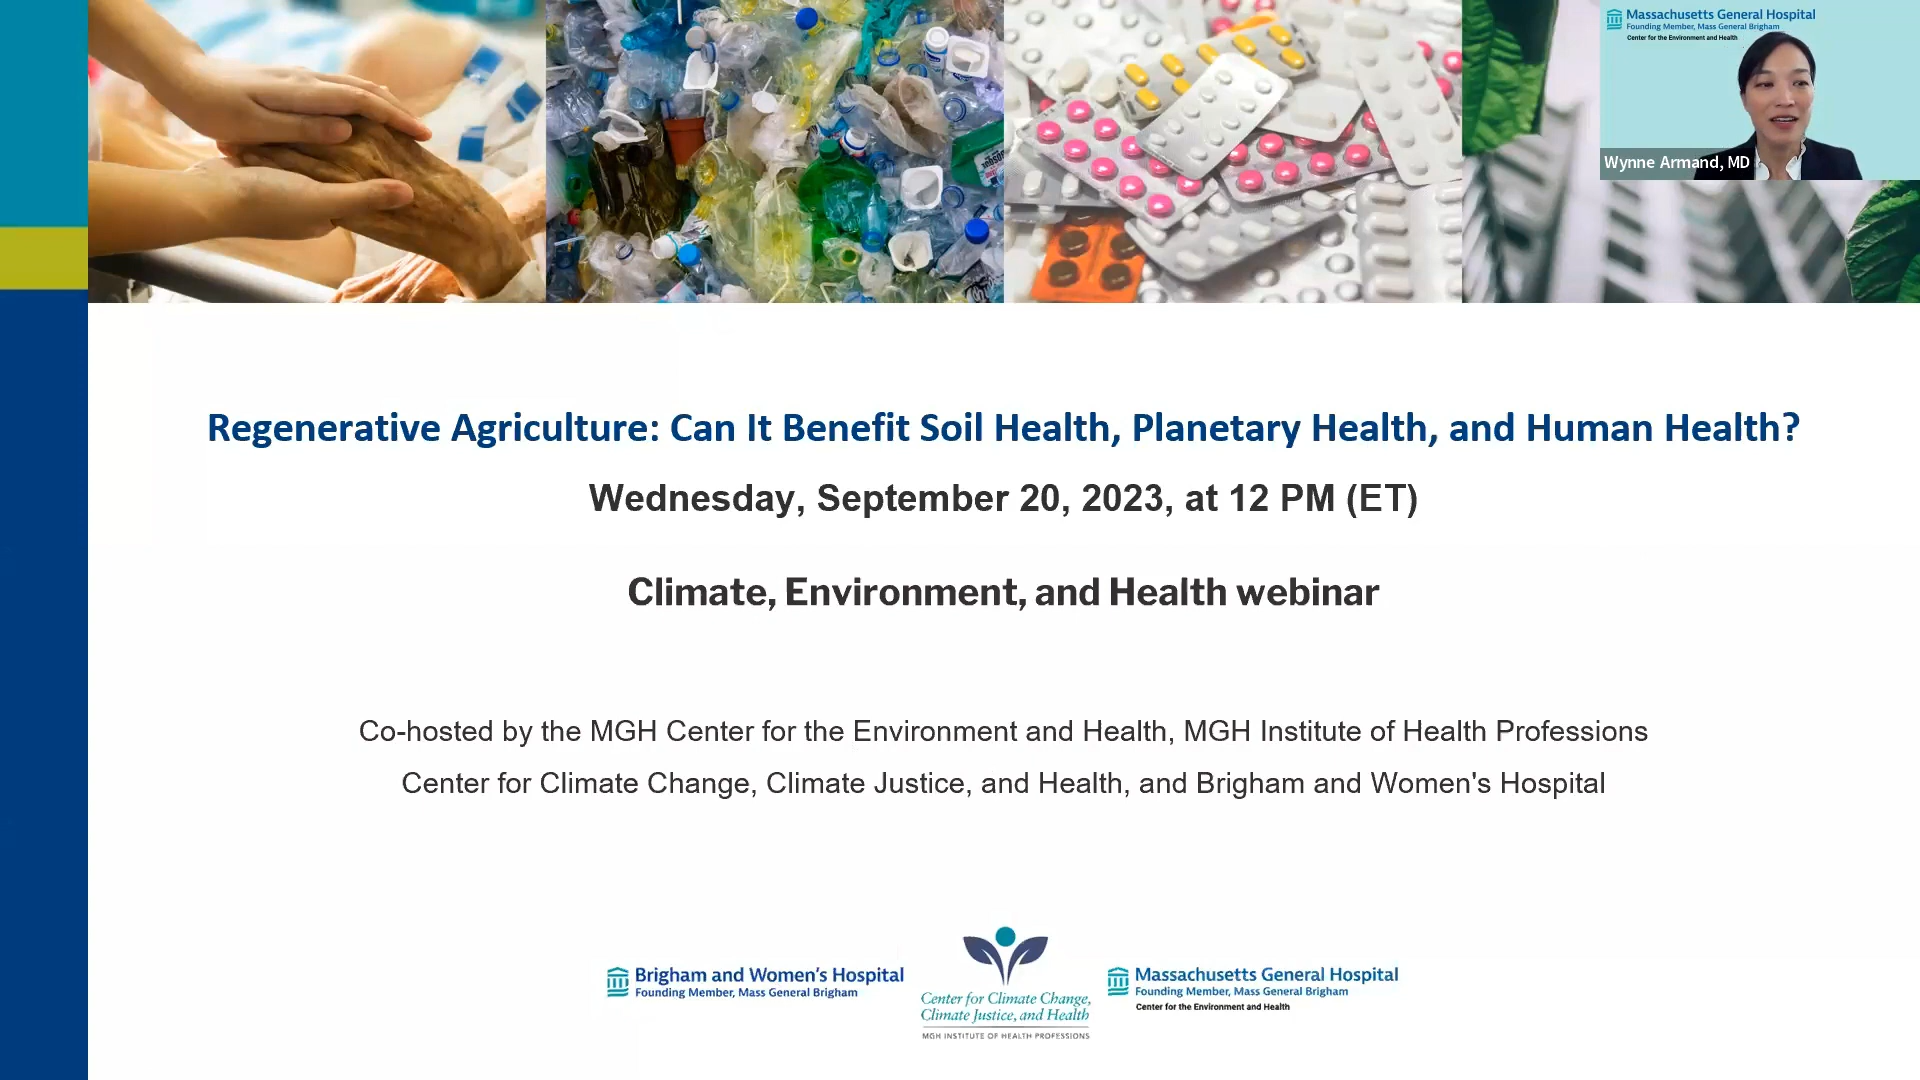 Massachusetts General Hospital
Founding Member, Mass General Brigham
Center for the Environment and Health
Wynne Armand, MD
Regenerative Agriculture: Can It Benefit Soil Health, Planetary Health, and Human Health?
Wednesday, September 20, 2023, at 12 PM (ET)
Climate, Environment, and Health webinar
Co-hosted by the MGH Center for the Environment and Health, MGH Institute of Health Professions
Center for Climate Change, Climate Justice, and Health, and Brigham and Women's Hospital
Brigham and Women's Hospital
Founding Member, Mass General Brigham
Center for Climate Change,
Climate Justice, and Health
MGH INSTITUTE OF HEALTH PROFESSIONS
Massachusetts General Hospital
Founding Member, Mass General Brigham
Center for the Environment and Health